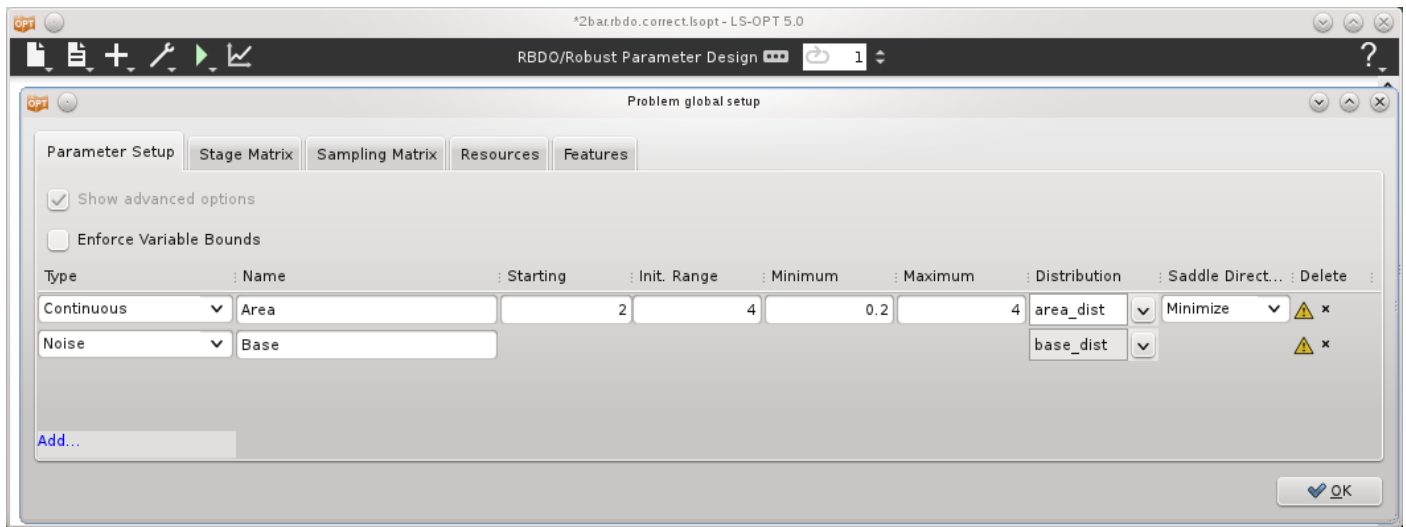 OPT *2bar.rbdo.correct.lsopt - LS-OPT 5.0
RBDO/Robust Parameter Design 1 ?
OPT Problem global setup
Parameter Setup Stage Matrix Sampling Matrix Resources Features
Show advanced options
Enforce Variable Bounds
Type Name Starting Init. Range Minimum Maximum Distribution Saddle Direct... Delete
Continuous Area 2 4 0.2 4 area_dist Minimize
Noise Base base_dist
Add...
OK